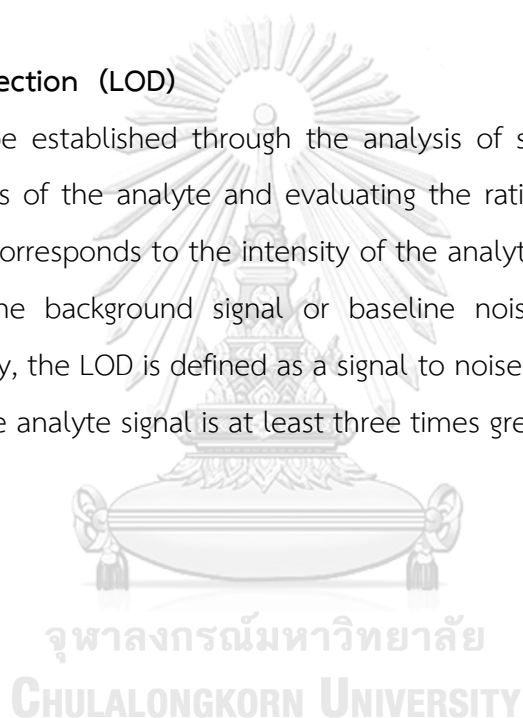 ection (LOD)
be established through the analysis of s
s of the analyte and evaluating the rati
orresponds to the intensity of the analyt
he background signal or baseline nois
y, the LOD is defined as a signal to noise
e analyte signal is at least three times gre
จุฬาลงกรณ์มหาวิทยาลัย
CHULALONGKORN UNIVERSITY